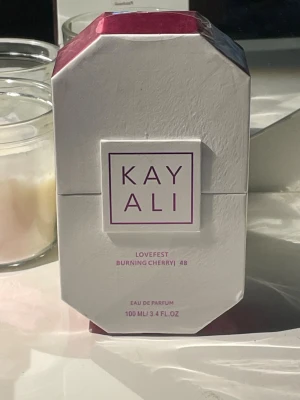 KAY
ALI
LOVEFEST
BURNING CHERRY| 48
EAU DE PARFUM
100 ML/ 3.4 FL.OZ